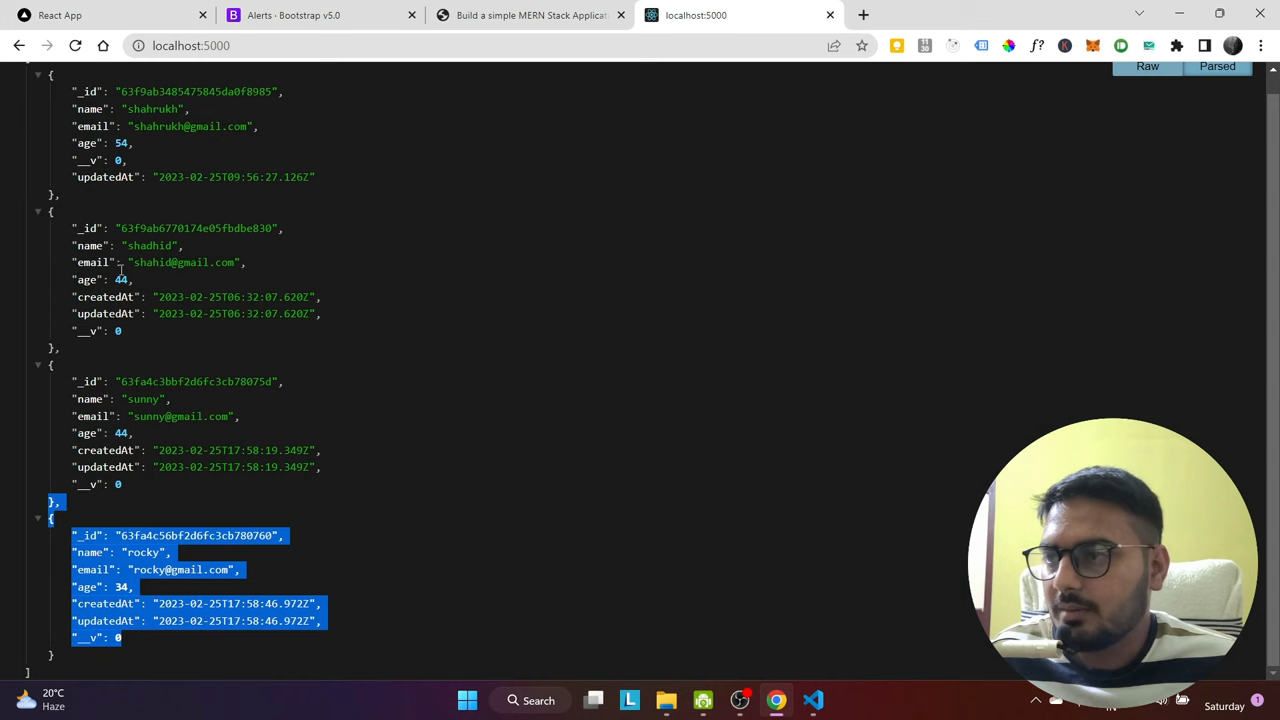 React App
Alerts · Bootstrap v5.0
Build a simple MERN Stack Applicati
localhost:5000
localhost:5000
Raw
Parsed
{
"_id": "63f9ab3485475845da0f8985",
"name": "shahrukh",
"email": "shahrukh@gmail.com",
"age": 54,
"__v": 0,
"updatedAt": "2023-02-25T09:56:27.126Z"
},
{
"_id": "63f9ab6770174e05fbdbe830",
"name": "shadhid",
"email": "shahid@gmail.com",
"age": 44,
"createdAt": "2023-02-25T06:32:07.620Z",
"updatedAt": "2023-02-25T06:32:07.620Z",
"__v": 0
},
{
"_id": "63fa4c3bbf2d6fc3cb78075d",
"name": "sunny",
"email": "sunny@gmail.com",
"age": 44,
"createdAt": "2023-02-25T17:58:19.349Z",
"updatedAt": "2023-02-25T17:58:19.349Z",
"__v": 0
},
{
"_id": "63fa4c56bf2d6fc3cb780760",
"name": "rocky",
"email": "rocky@gmail.com",
"age": 34,
"createdAt": "2023-02-25T17:58:46.972Z",
"updatedAt": "2023-02-25T17:58:46.972Z",
"__v": 0
}
]
20°C
Haze
Search
Saturday
1